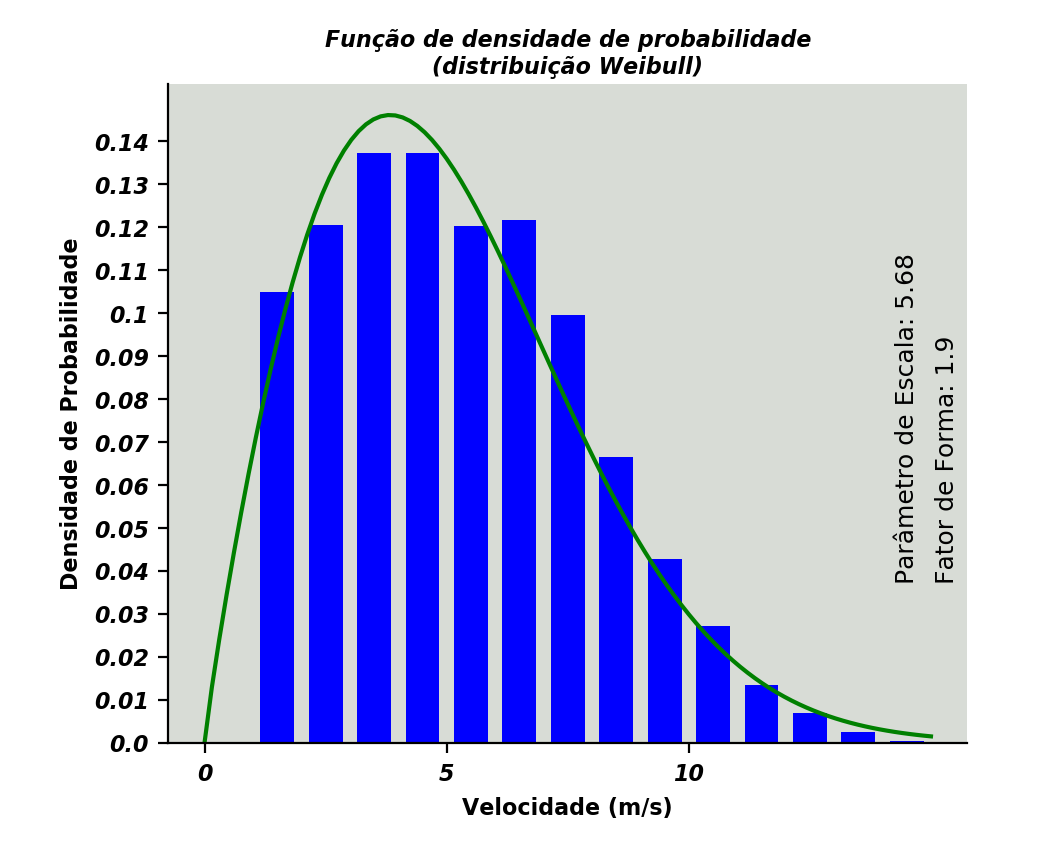 Função de densidade de probabilidade
(distribuição Weibull)
0.14
0.13
0.12
0.11
0.1
0.09
0.08
0.07
0.06
0.05
0.04
0.03
0.02
0.01
0.0
Densidade de Probabilidade
0 5 10
Velocidade (m/s)
Parâmetro de Escala: 5.68
Fator de Forma: 1.9